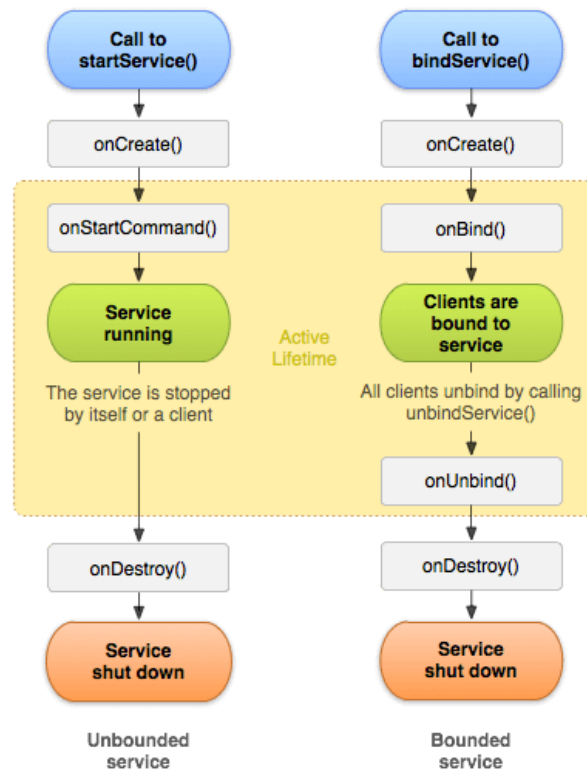 Call to
startService()
onCreate()
onStartCommand()
Service
running
The service is stopped
by itself or a client
onDestroy()
Service
shut down
Unbounded
service
Active
Lifetime
Call to
bindService()
onCreate()
onBind()
Clients are
bound to
service
All clients unbind by calling
unbindService()
onUnbind()
onDestroy()
Service
shut down
Bounded
service